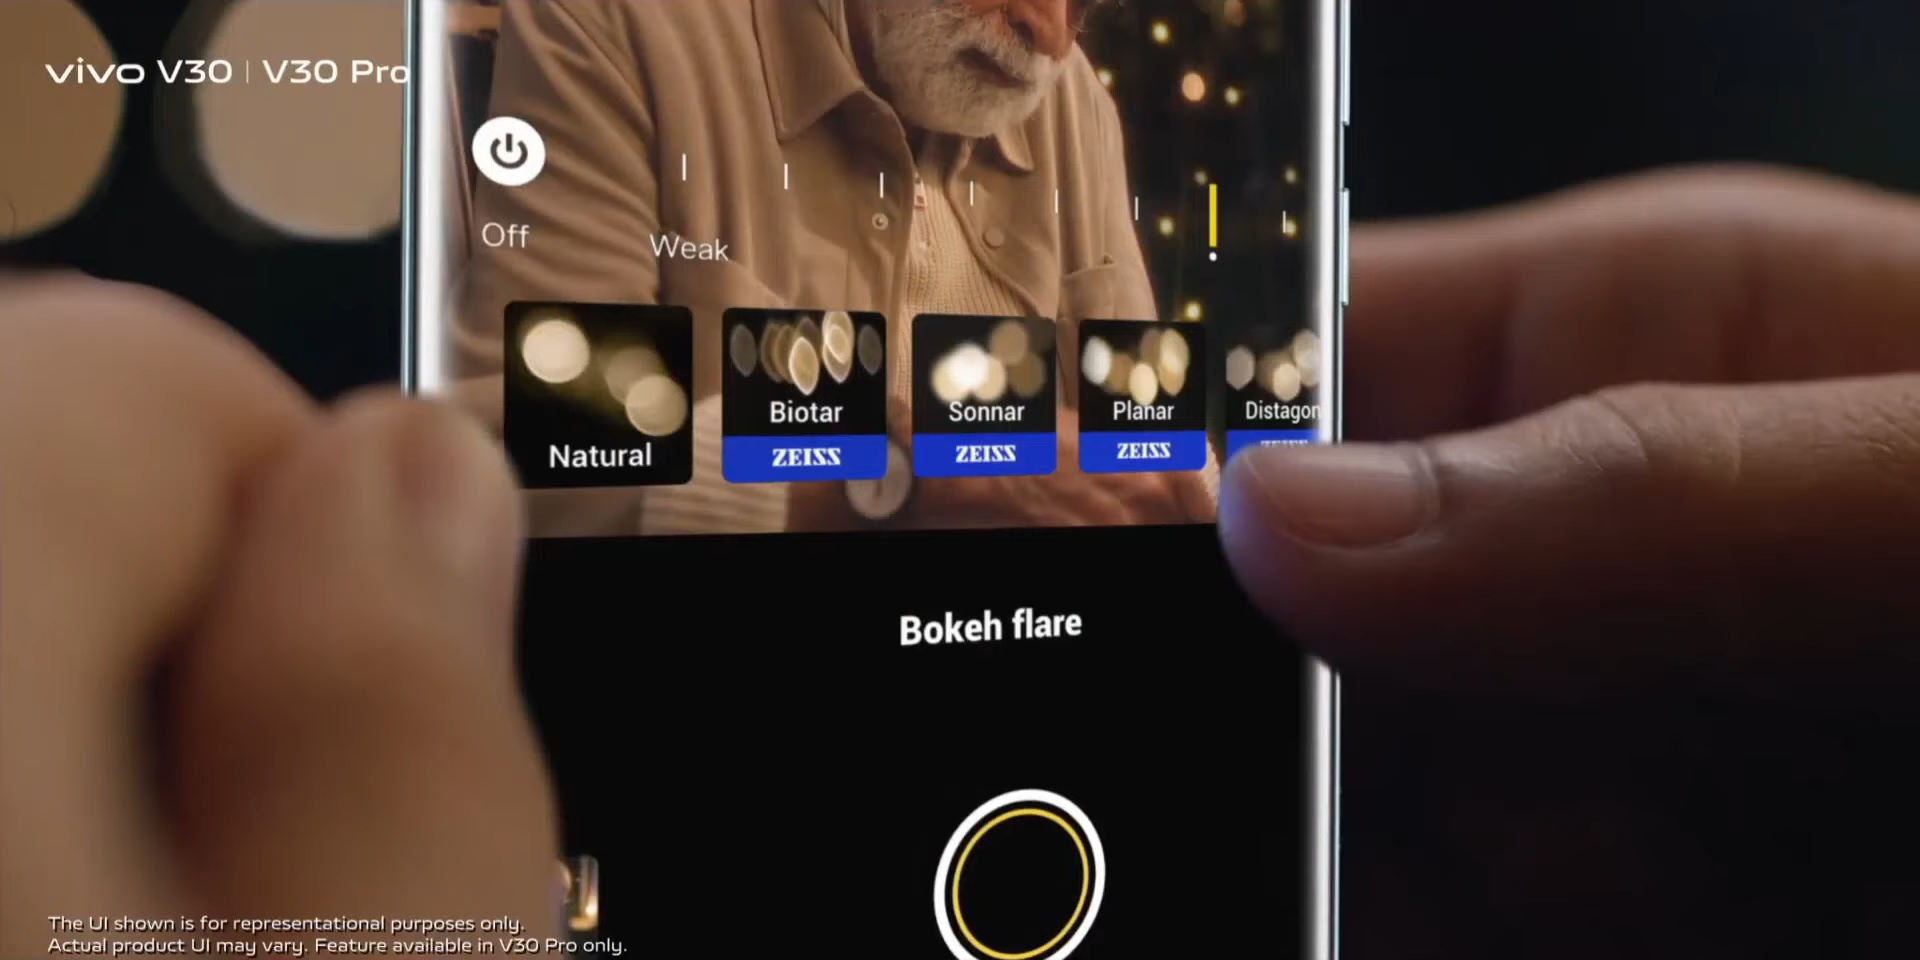 vivo V30 | V30 Pro
Off
Weak
Natural
Biotar
ZEISS
Sonnar
ZEISS
Planar
ZEISS
Distagon
ZEISS
Bokeh flare
The UI shown is for representational purposes only.
Actual product UI may vary. Feature available in V30 Pro only.